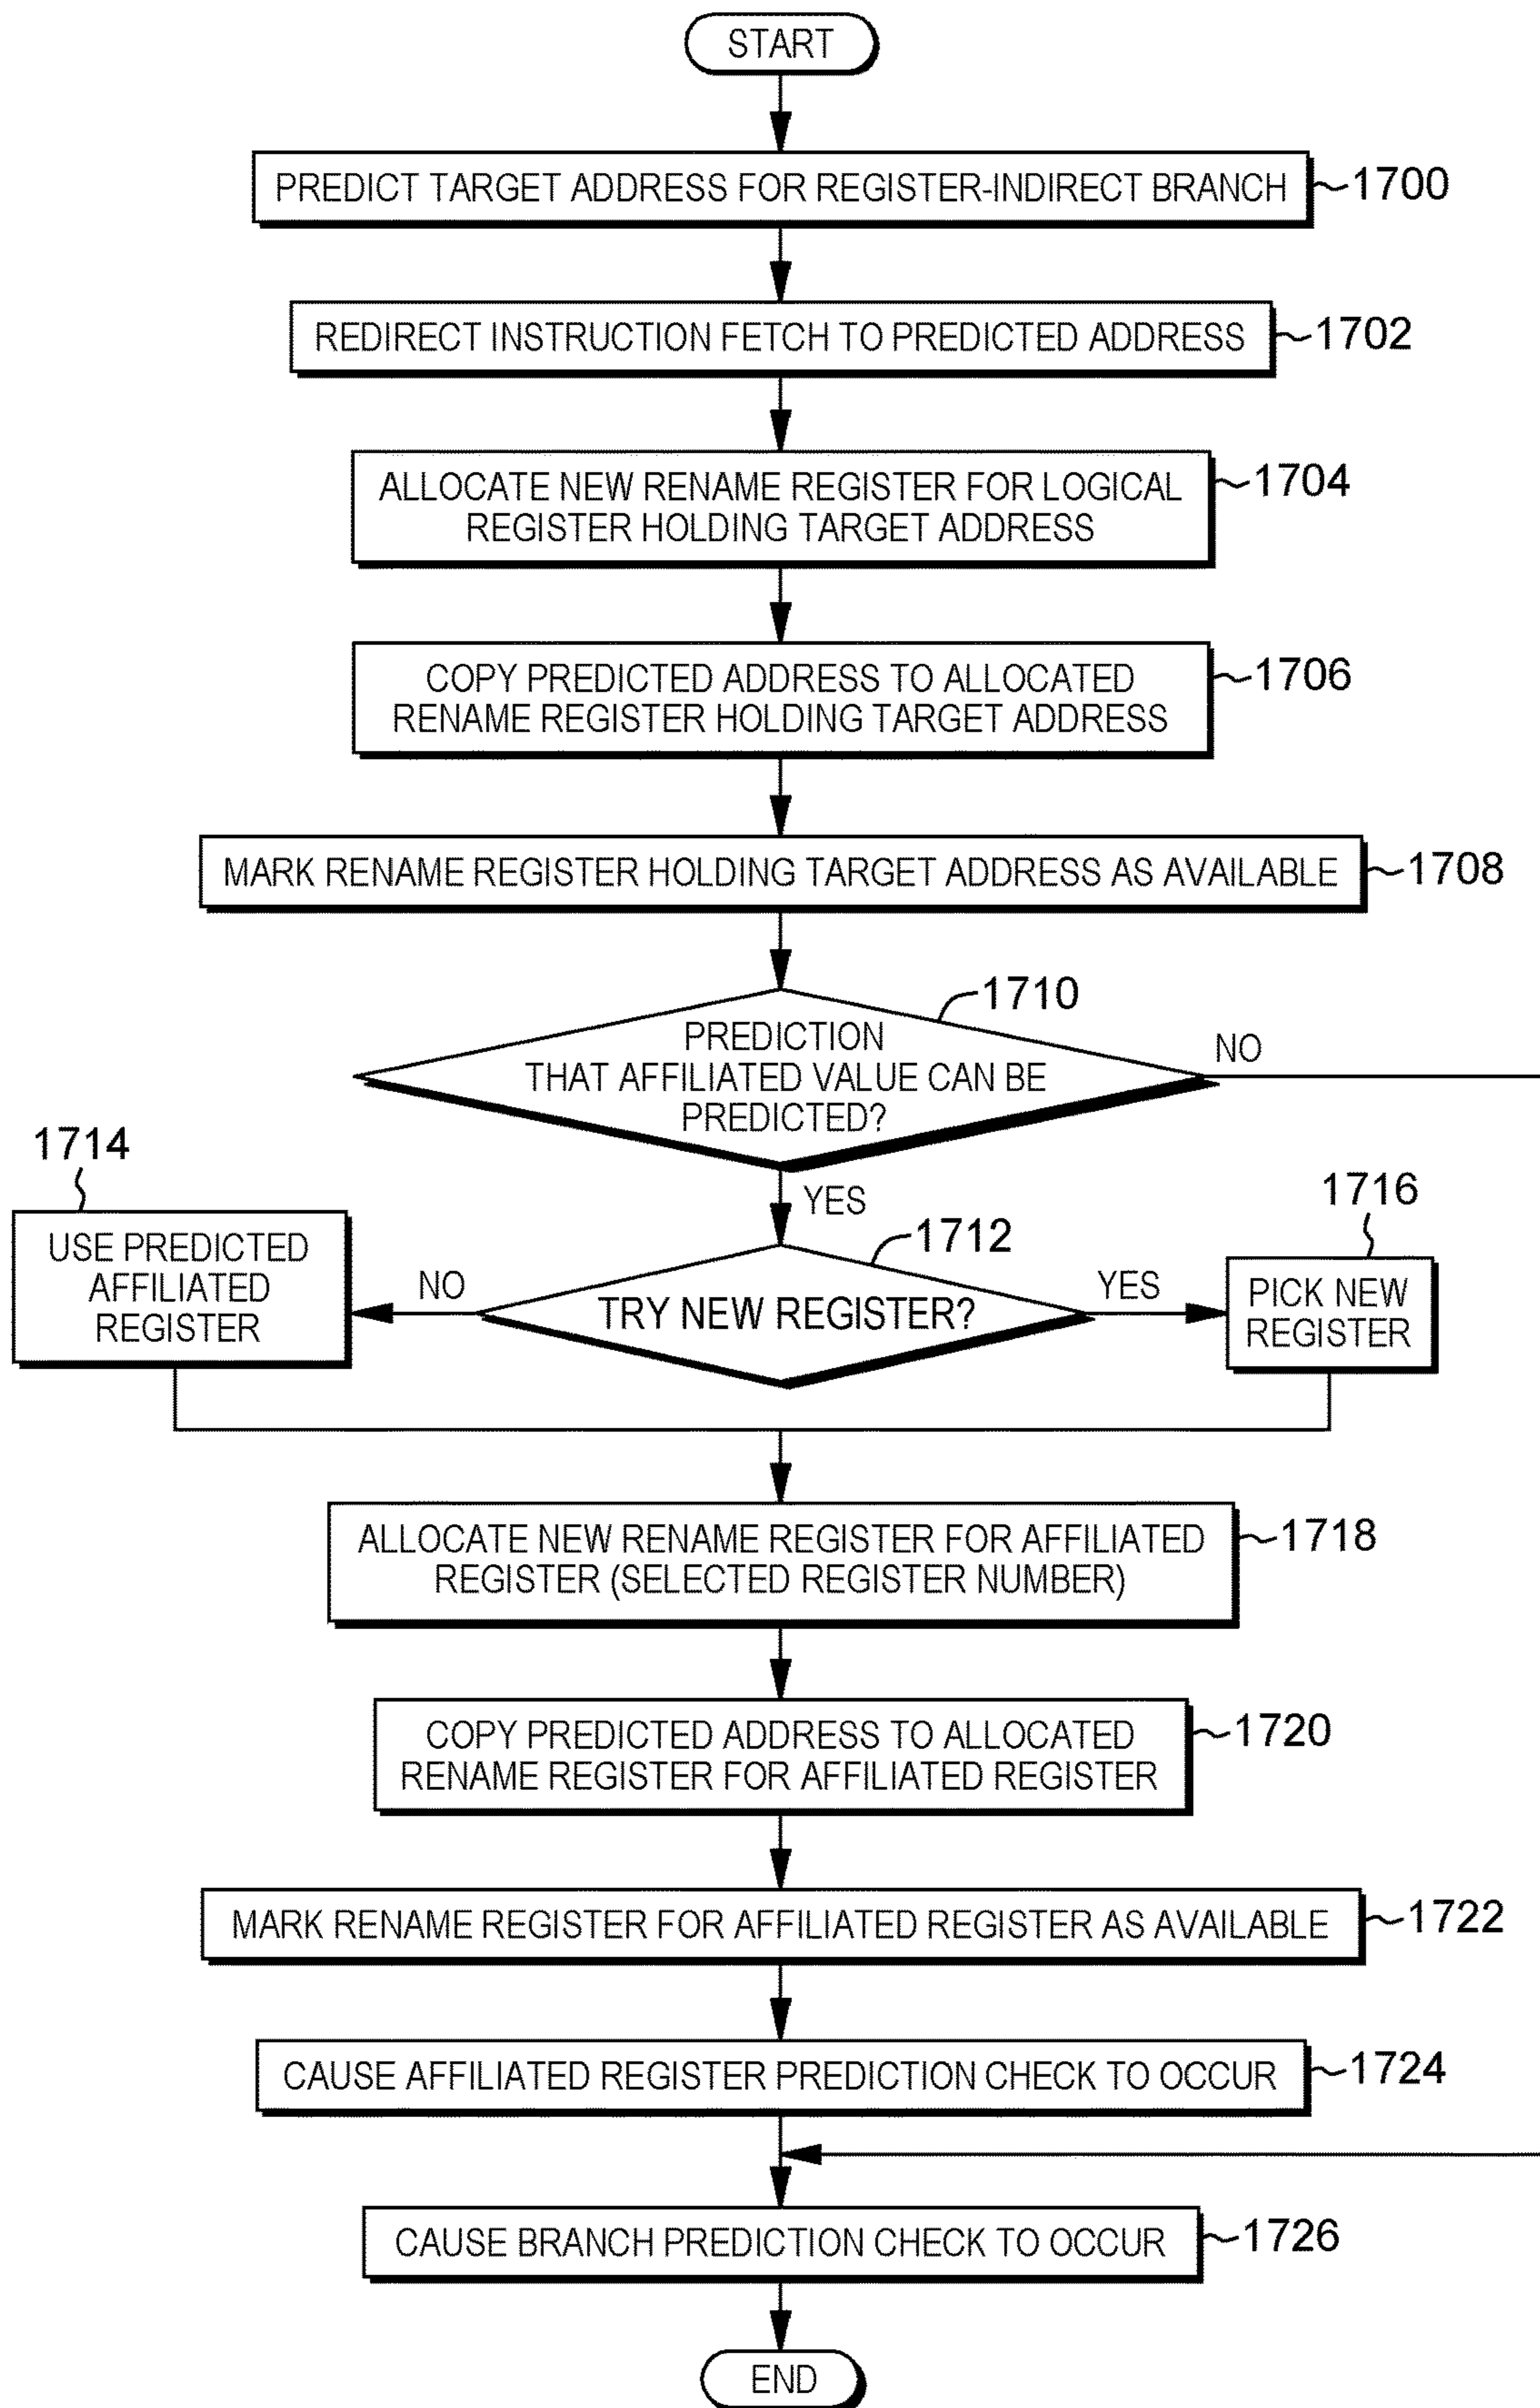 START
PREDICT TARGET ADDRESS FOR REGISTER-INDIRECT BRANCH
1700
REDIRECT INSTRUCTION FETCH TO PREDICTED ADDRESS
1702
ALLOCATE NEW RENAME REGISTER FOR LOGICAL
REGISTER HOLDING TARGET ADDRESS
1704
COPY PREDICTED ADDRESS TO ALLOCATED
RENAME REGISTER HOLDING TARGET ADDRESS
1706
MARK RENAME REGISTER HOLDING TARGET ADDRESS AS AVAILABLE
1708
1710
PREDICTION
THAT AFFILIATED VALUE CAN BE
PREDICTED?
NO
YES
1714
USE PREDICTED
AFFILIATED
REGISTER
NO
1712
TRY NEW REGISTER?
YES
1716
PICK NEW
REGISTER
ALLOCATE NEW RENAME REGISTER FOR AFFILIATED
REGISTER (SELECTED REGISTER NUMBER)
1718
COPY PREDICTED ADDRESS TO ALLOCATED
RENAME REGISTER FOR AFFILIATED REGISTER
1720
MARK RENAME REGISTER FOR AFFILIATED REGISTER AS AVAILABLE
1722
CAUSE AFFILIATED REGISTER PREDICTION CHECK TO OCCUR
1724
CAUSE BRANCH PREDICTION CHECK TO OCCUR
1726
END